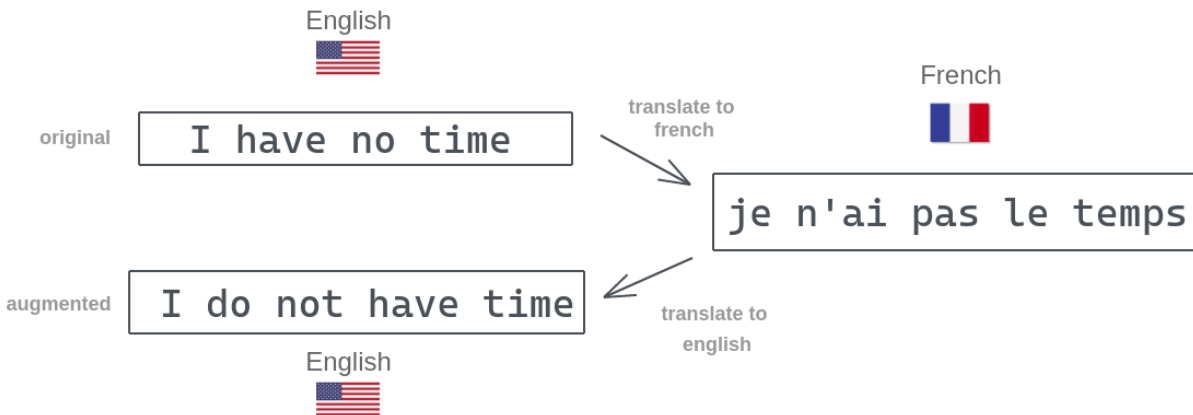 English
original
I have no time
translate to
french
French
je n'ai pas le temps
augmented
I do not have time
translate to
english
English